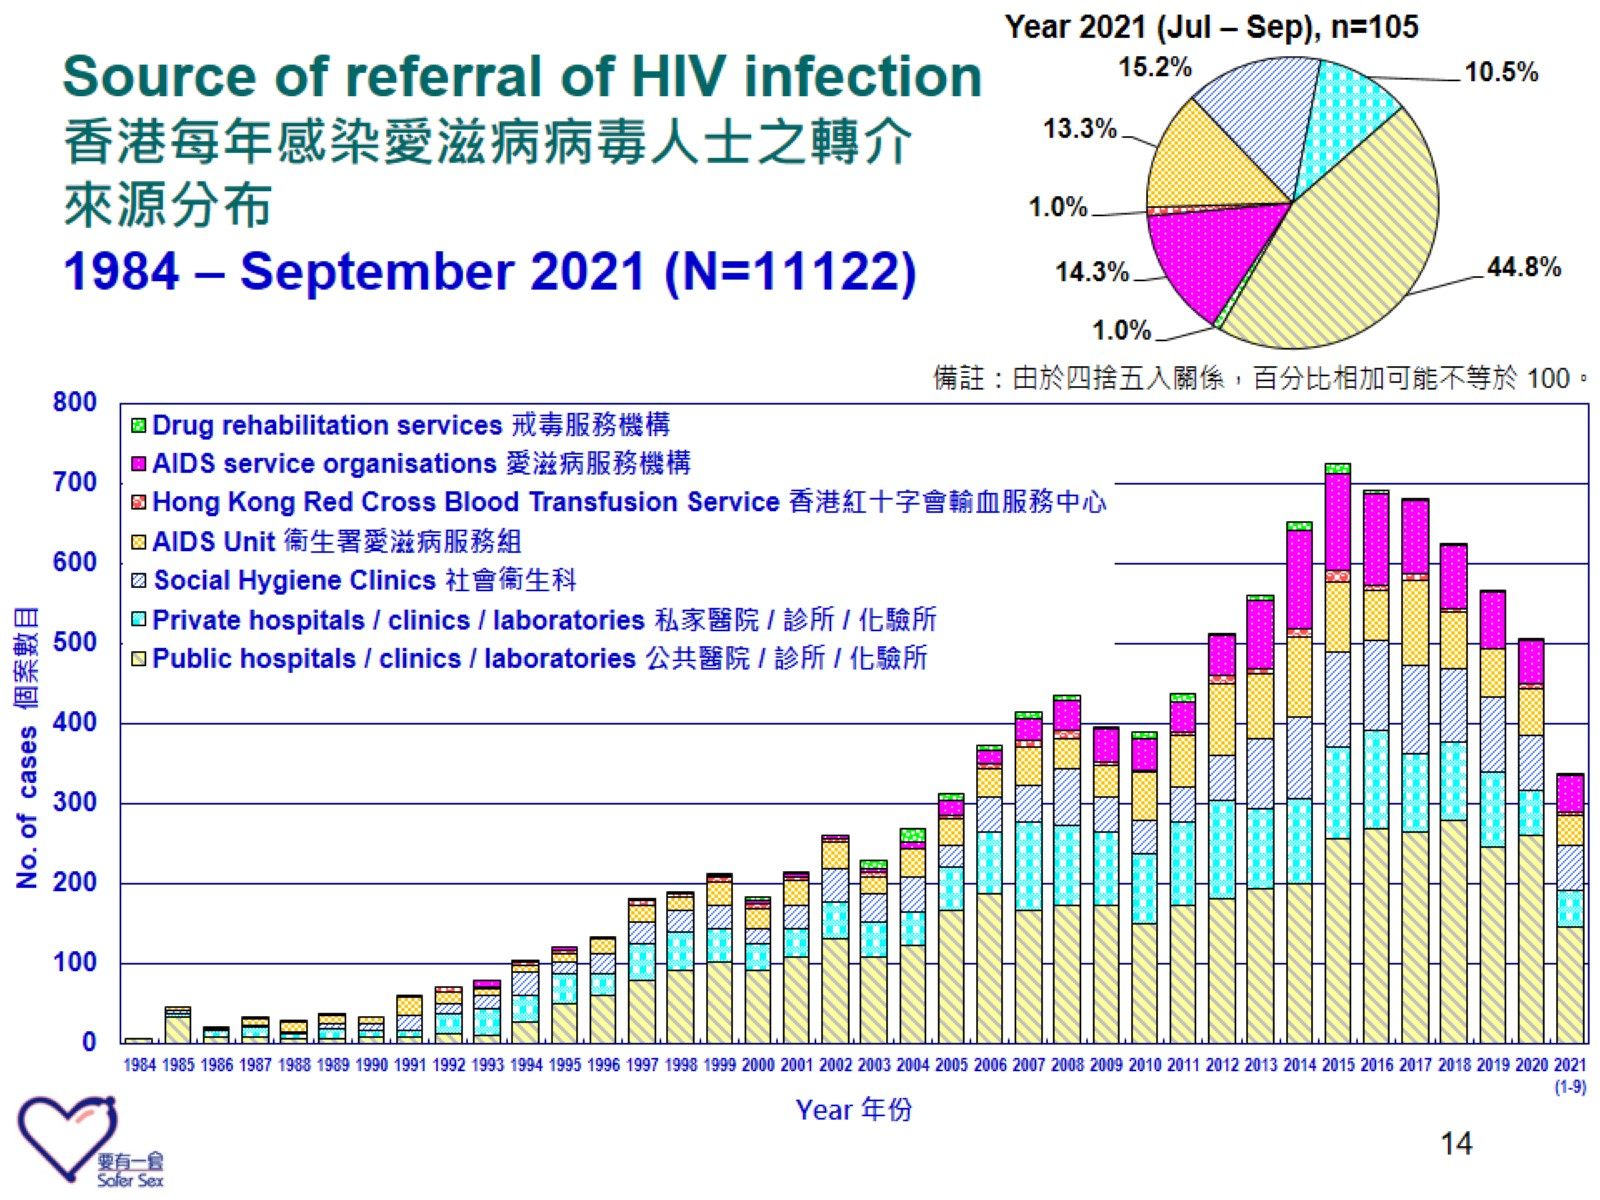 Source of referral of HIV infection
香港每年感染愛滋病病毒人士之轉介
來源分布
1984 – September 2021 (N=11122)
Year 2021 (Jul – Sep), n=105
15.2%
10.5%
13.3%
1.0%
14.3%
44.8%
1.0%
備註：由於四捨五入關係，百分比相加可能不等於 100。
800
700
600
500
400
300
200
100
0
No. of cases 個案數目
Drug rehabilitation services 戒毒服務機構
AIDS service organisations 愛滋病服務機構
Hong Kong Red Cross Blood Transfusion Service 香港紅十字會輸血服務中心
AIDS Unit 衞生署愛滋病服務組
Social Hygiene Clinics 社會衞生科
Private hospitals / clinics / laboratories 私家醫院 / 診所 / 化驗所
Public hospitals / clinics / laboratories 公共醫院 / 診所 / 化驗所
1984 1985 1986 1987 1988 1989 1990 1991 1992 1993 1994 1995 1996 1997 1998 1999 2000 2001 2002 2003 2004 2005 2006 2007 2008 2009 2010 2011 2012 2013 2014 2015 2016 2017 2018 2019 2020 2021
(1-9)
Year 年份
要有一套
Safer Sex
14